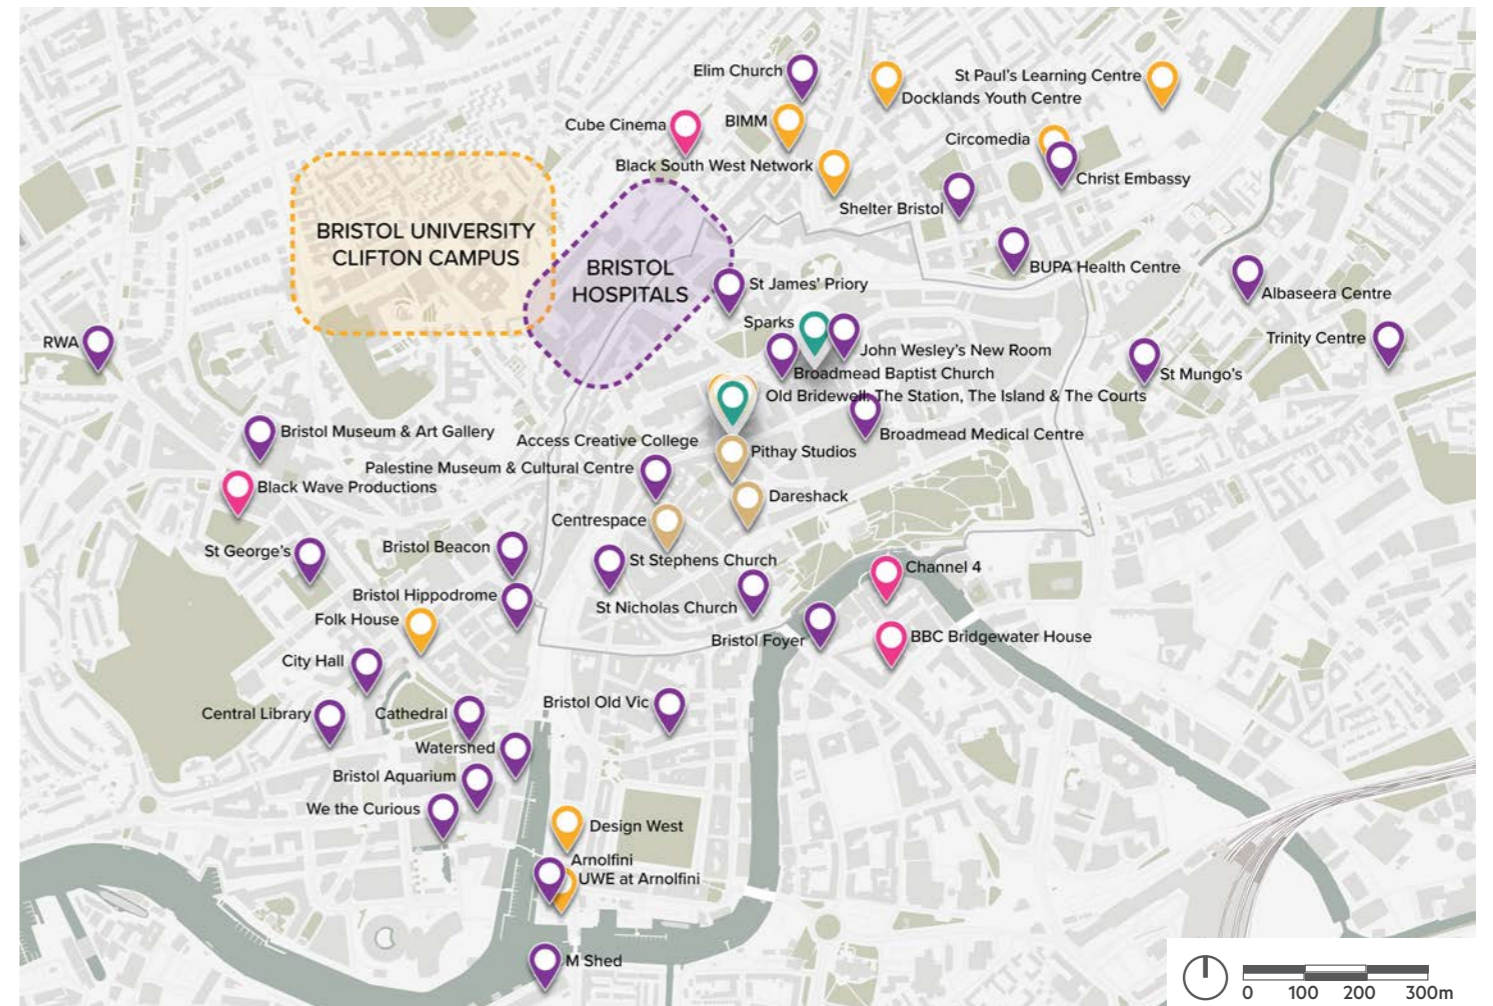 Elim Church
St Paul's Learning Centre
Docklands Youth Centre
Cube Cinema
BIMM
Circomedia
Black South West Network
Christ Embassy
Shelter Bristol
BRISTOL UNIVERSITY
CLIFTON CAMPUS
BRISTOL
HOSPITALS
BUPA Health Centre
St James' Priory
Albaseera Centre
Sparks
RWA
Trinity Centre
John Wesley's New Room
Broadmead Baptist Church
St Mungo's
Old Bridewell: The Station, The Island & The Courts
Bristol Museum & Art Gallery
Access Creative College
Broadmead Medical Centre
Pithay Studios
Palestine Museum & Cultural Centre
Black Wave Productions
Dareshack
Centrespace
St George's
Bristol Beacon
St Stephens Church
Channel 4
Bristol Hippodrome
St Nicholas Church
Folk House
Bristol Foyer
BBC Bridgewater House
City Hall
Bristol Old Vic
Central Library
Cathedral
Watershed
Bristol Aquarium
We the Curious
Design West
Arnolfini
UWE at Arnolfini
M Shed
0 100 200 300m